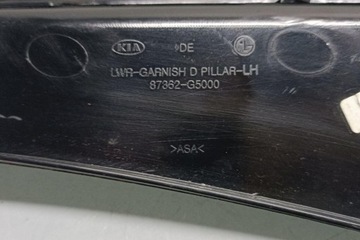 KIA DE
LWR-GARNISH D PILLAR-LH
87362-G5000
>ASA<